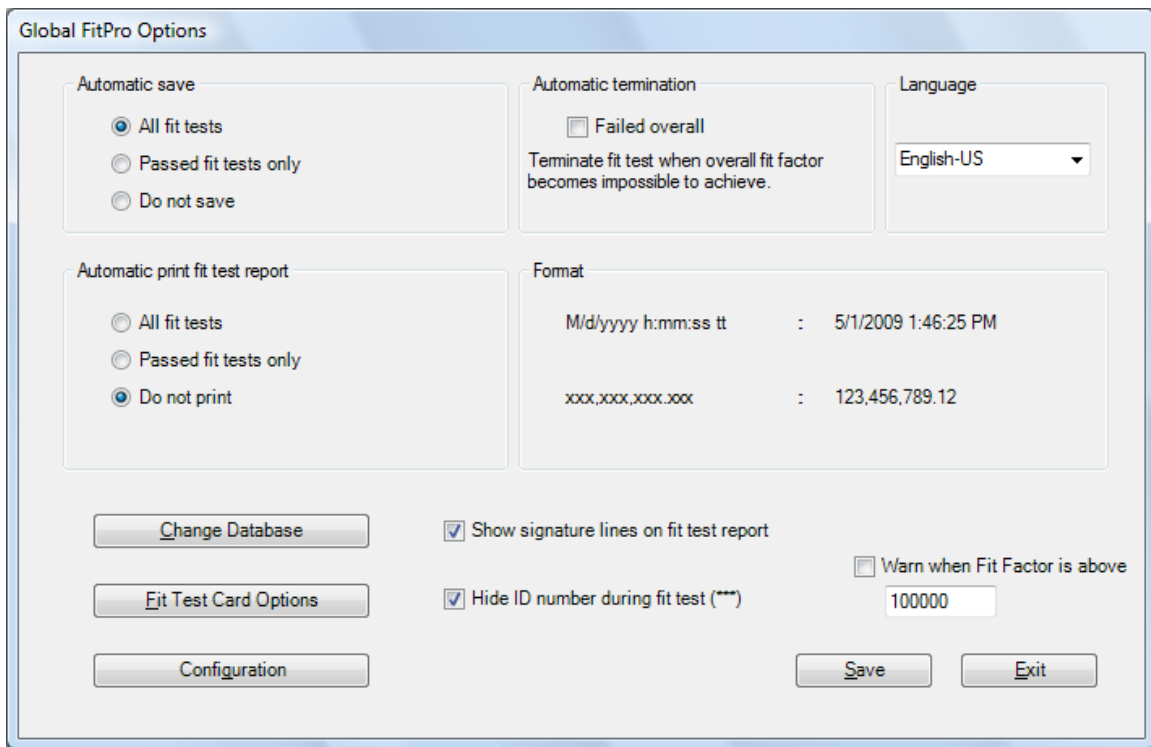 Global FitPro Options
Automatic save
All fit tests
Passed fit tests only
Do not save
Automatic termination
Failed overall
Terminate fit test when overall fit factor
becomes impossible to achieve.
Language
English-US
Automatic print fit test report
All fit tests
Passed fit tests only
Do not print
Format
M/d/yyyy h:mm:ss tt : 5/1/2009 1:46:25 PM
xxx,xxx,xxx.xxx : 123,456,789.12
Change Database
Show signature lines on fit test report
Warn when Fit Factor is above
Fit Test Card Options
Hide ID number during fit test (***)
100000
Configuration
Save
Exit